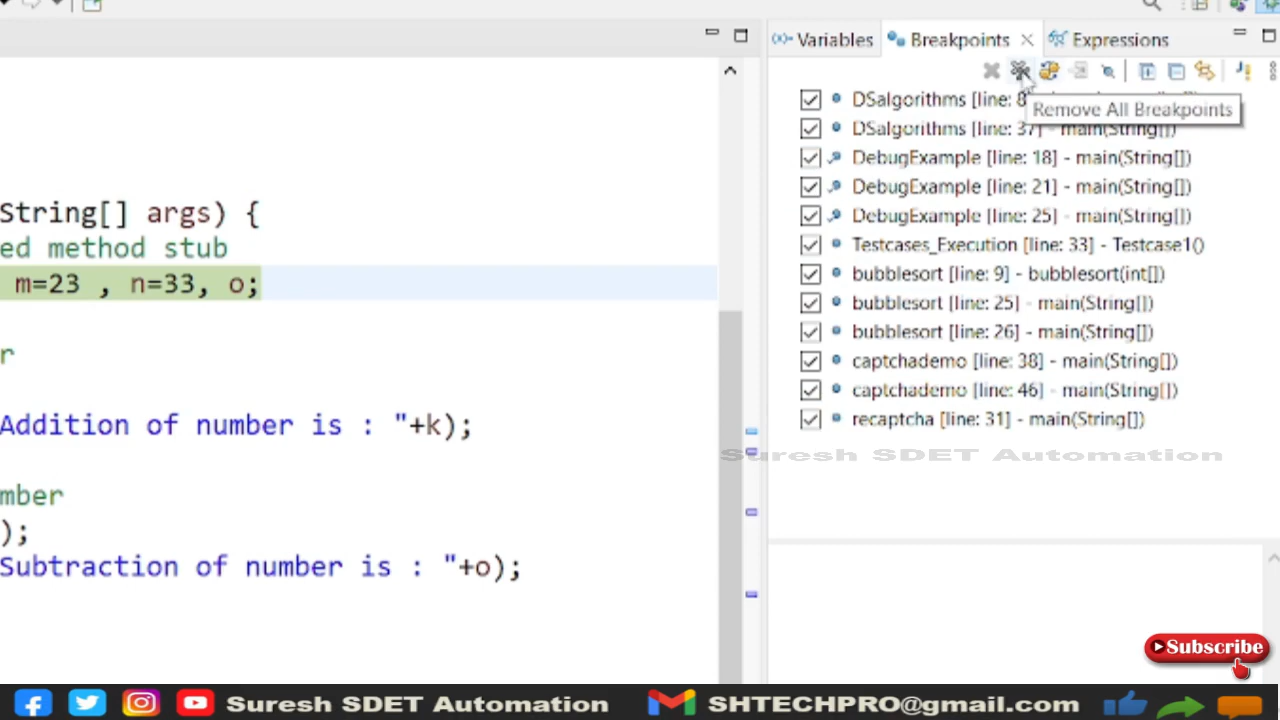 Variables
Breakpoints
Expressions
Remove All Breakpoints
DSalgorithms [line: 8
DSalgorithms [line: 37] - main(String[])
DebugExample [line: 18] - main(String[])
DebugExample [line: 21] - main(String[])
DebugExample [line: 25] - main(String[])
Testcases_Execution [line: 33] - Testcase1()
bubblesort [line: 9] - bubblesort(int[])
bubblesort [line: 25] - main(String[])
bubblesort [line: 26] - main(String[])
captchademo [line: 38] - main(String[])
captchademo [line: 46] - main(String[])
recaptcha [line: 31] - main(String[])
String[] args) {
ed method stub
m=23 , n=33, o;
r
Addition of number is : "+k);
mber
);
Subtraction of number is : "+o);
Suresh SDET Automation
Subscribe
Suresh SDET Automation
SHTECHPRO@gmail.com